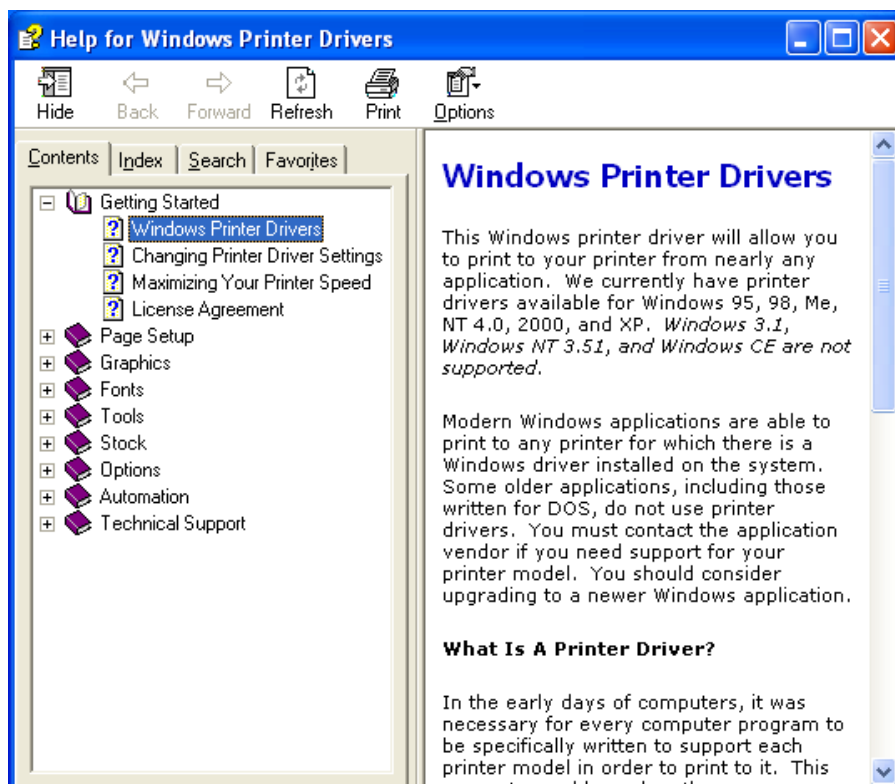 Help for Windows Printer Drivers
Hide Back Forward Refresh Print Options
Contents Index Search Favorites
Getting Started
Windows Printer Drivers
Changing Printer Driver Settings
Maximizing Your Printer Speed
License Agreement
Page Setup
Graphics
Fonts
Tools
Stock
Options
Automation
Technical Support
Windows Printer Drivers
This Windows printer driver will allow you
to print to your printer from nearly any
application. We currently have printer
drivers available for Windows 95, 98, Me,
NT 4.0, 2000, and XP. Windows 3.1,
Windows NT 3.51, and Windows CE are not
supported.
Modern Windows applications are able to
print to any printer for which there is a
Windows driver installed on the system.
Some older applications, including those
written for DOS, do not use printer
drivers. You must contact the application
vendor if you need support for your
printer model. You should consider
upgrading to a newer Windows application.
What Is A Printer Driver?
In the early days of computers, it was
necessary for every computer program to
be specifically written to support each
printer model in order to print to it. This